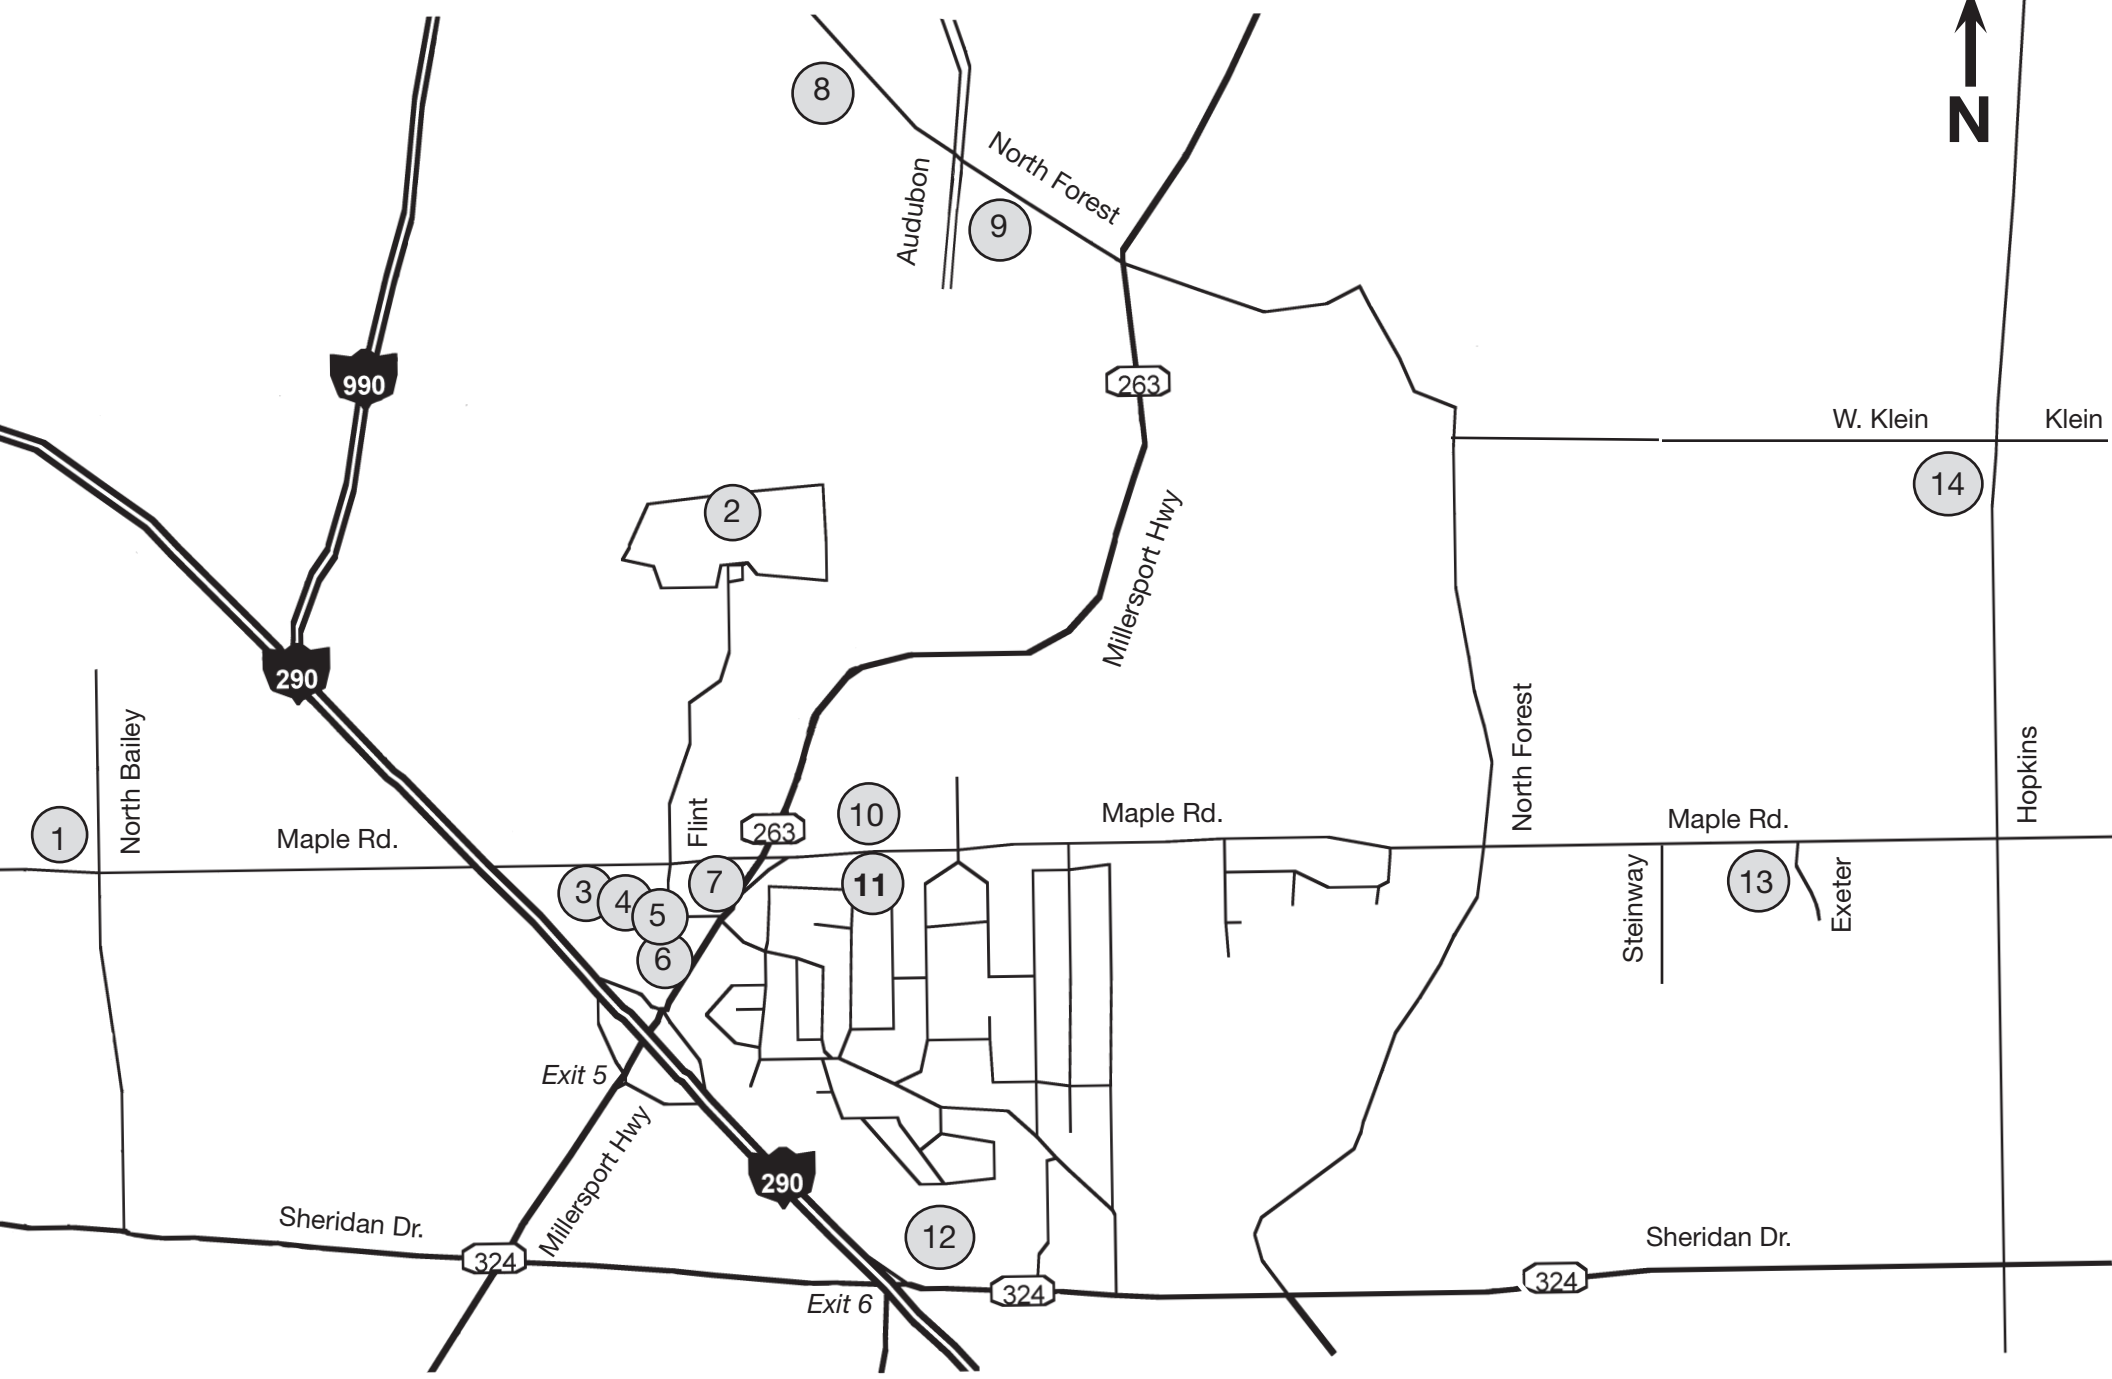 8
N
North Forest
Audubon
9
990
263
W. Klein
Klein
14
2
Millersport Hwy
290
North Bailey
North Forest
Hopkins
1
Maple Rd.
Flint
263
10
Maple Rd.
Maple Rd.
3
4
5
6
7
11
Steinway
13
Exeter
Exit 5
Millersport Hwy
290
Sheridan Dr.
324
12
Exit 6
324
324
Sheridan Dr.